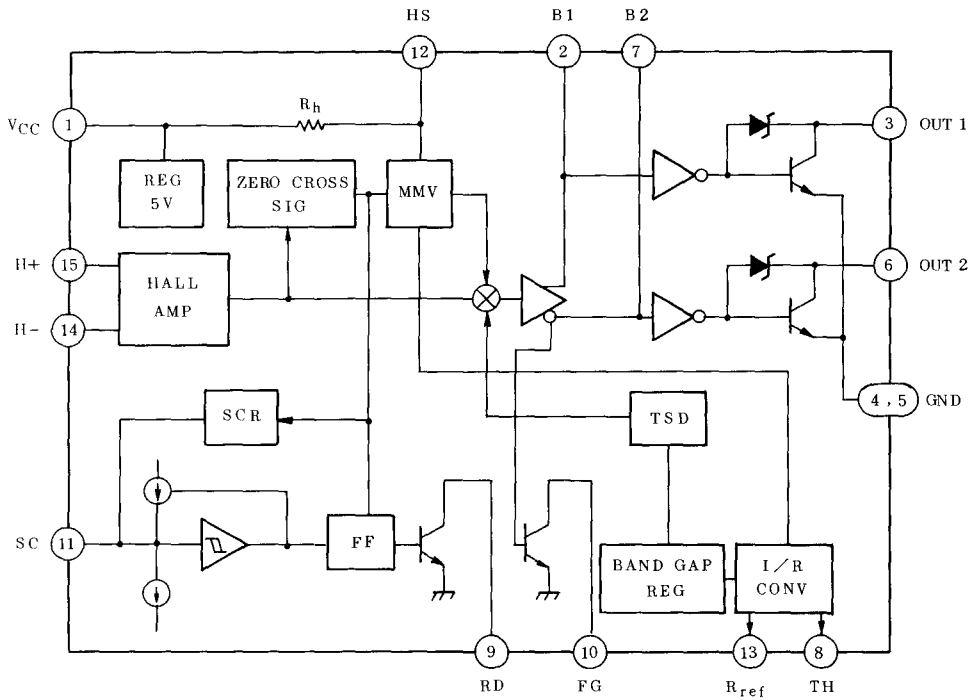 HS
B1
B2
12
2
7
VCC
1
Rh
3
OUT 1
REG
5V
ZERO CROSS
SIG
MMV
H+
15
HALL
AMP
6
OUT 2
H-
14
4 , 5
GND
SCR
TSD
SC
11
FF
BAND GAP
REG
I/R
CONV
9
10
13
8
RD
FG
Rref
TH